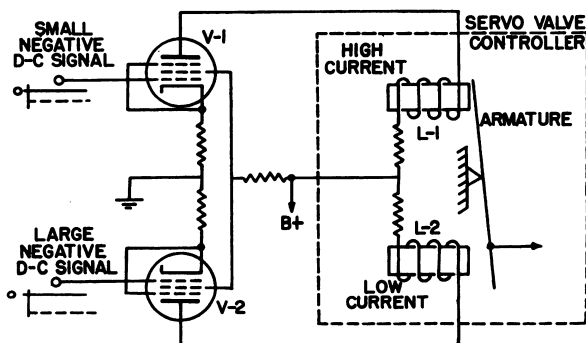 SMALL
NEGATIVE
D-C SIGNAL
V-1
SERVO VALVE
CONTROLLER
HIGH
CURRENT
ARMATURE
L-1
B+
LARGE
NEGATIVE
D-C SIGNAL
V-2
L-2
LOW
CURRENT